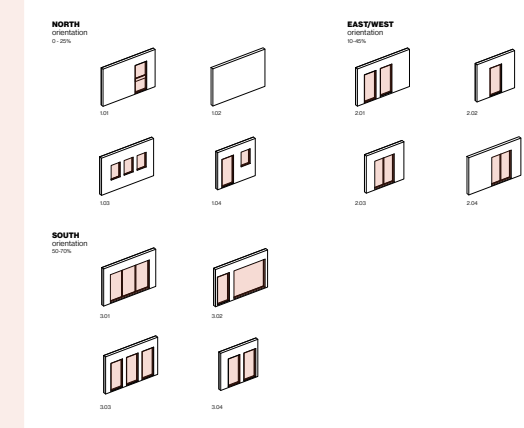 NORTH
orientation
0 - 25%
1.01
1.02
1.03
1.04
EAST/WEST
orientation
10-45%
2.01
2.02
2.03
2.04
SOUTH
orientation
50-70%
3.01
3.02
3.03
3.04